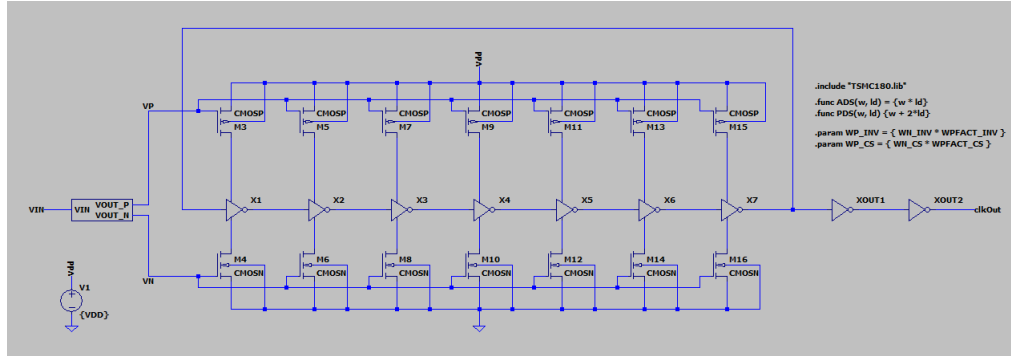 Vdd
VP
CMOSP CMOSP CMOSP CMOSP CMOSP CMOSP CMOSP
M3 M5 M7 M9 M11 M13 M15
.include "TSMC180.lib"
.func ADS(w, ld) = {w * ld}
.func PDS(w, ld) {w + 2*ld}
.param WP_INV = { WN_INV * WPFACT_INV }
.param WP_CS = { WN_CS * WPFACT_CS }
X1 X2 X3 X4 X5 X6 X7 XOUT1 XOUT2
VIN VIN VOUT_P
VOUT_N
clkOut
M4 M6 M8 M10 M12 M14 M16
CMOSN CMOSN CMOSN CMOSN CMOSN CMOSN CMOSN
VN
Vdd
V1
{VDD}